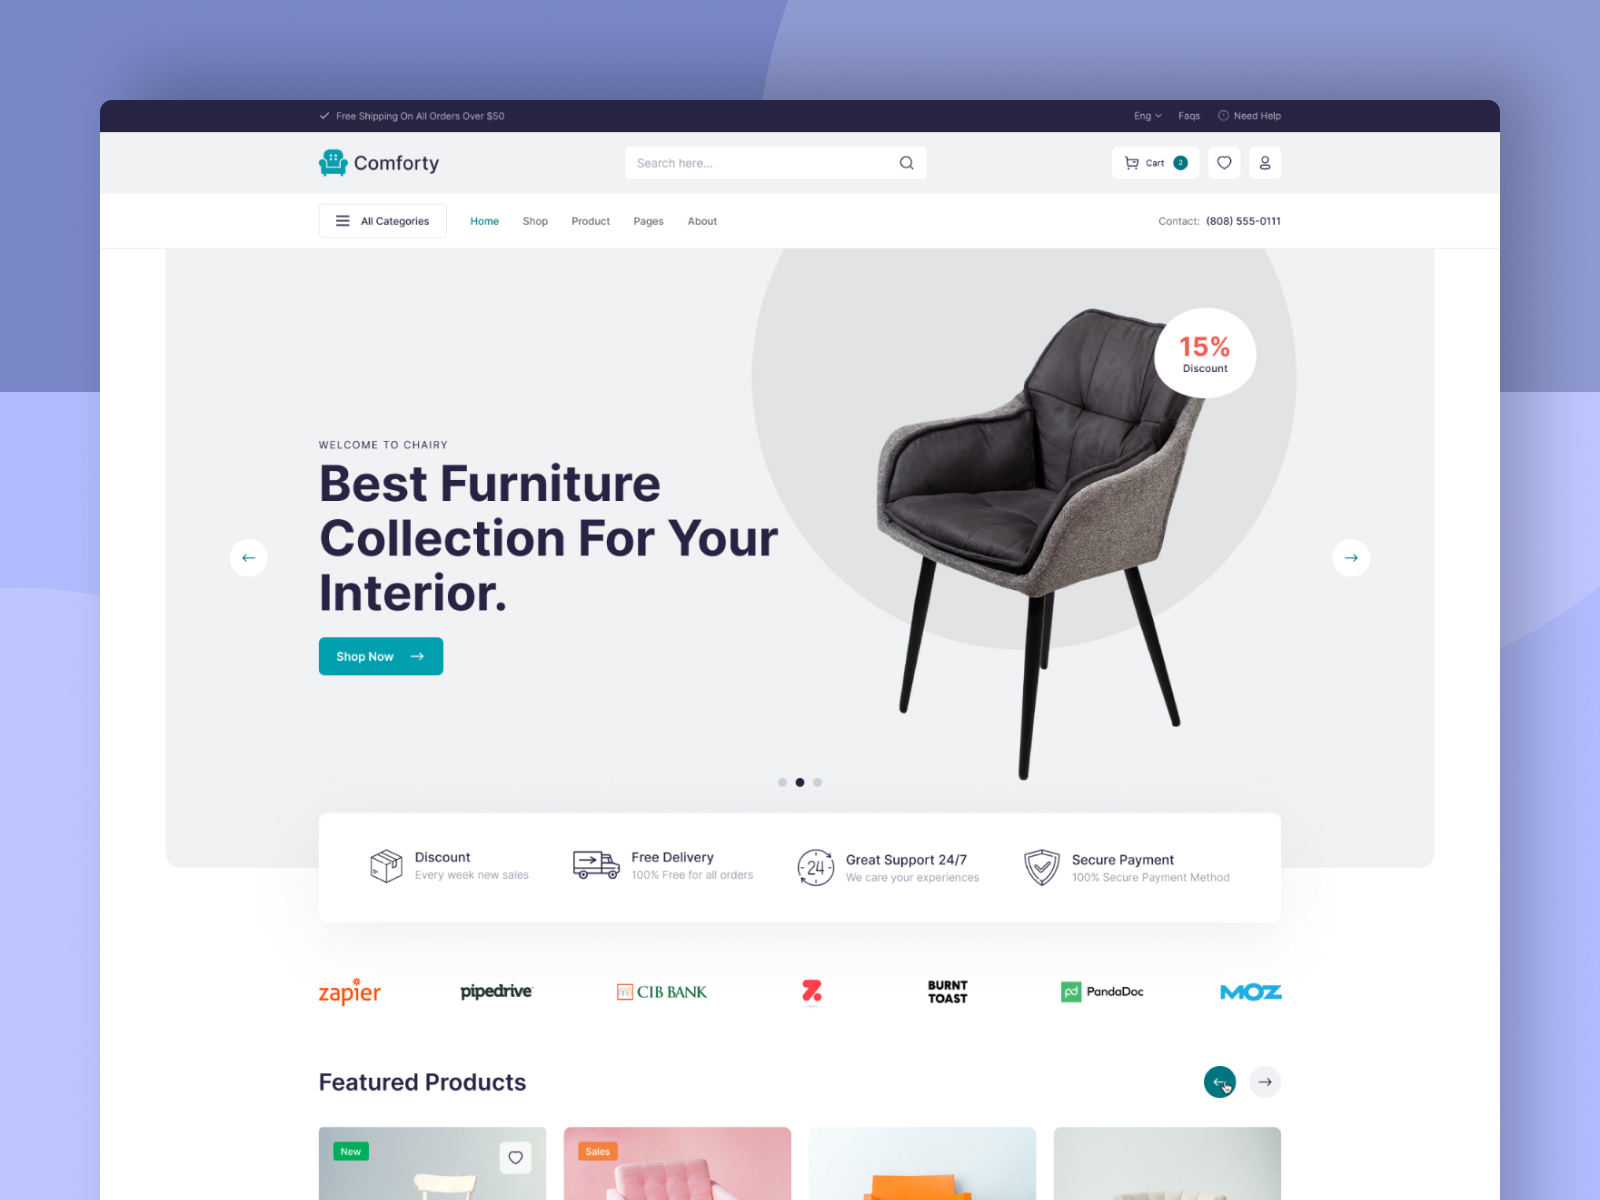 Free Shipping On All Orders Over $50
Eng
Faqs
Need Help
Comforty
Search here...
Cart
2
All Categories
Home
Shop
Product
Pages
About
Contact: (808) 555-0111
15%
Discount
WELCOME TO CHAIRY
Best Furniture
Collection For Your
Interior.
Shop Now
Discount
Every week new sales
Free Delivery
100% Free for all orders
24
Great Support 24/7
We care your experiences
Secure Payment
100% Secure Payment Method
zapier
pipedrive
CIB BANK
Z
BURNT
TOAST
pd
PandaDoc
MOZ
Featured Products
New
Sales